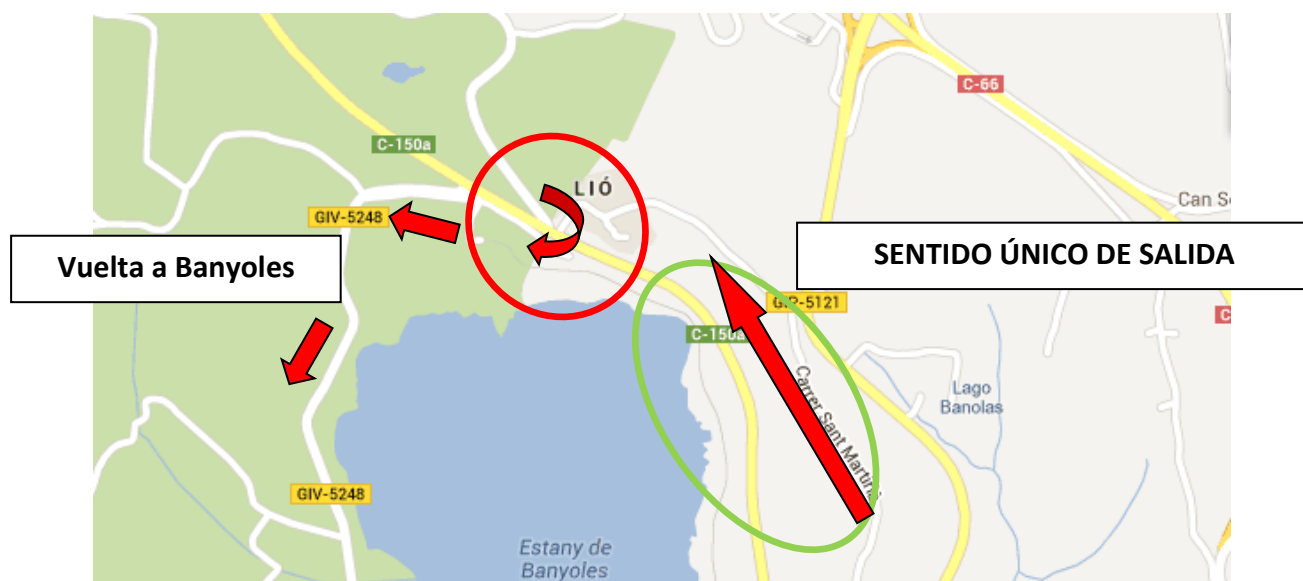 C-66
C-150a
LIÓ
Can S
GIV-5248
Vuelta a Banyoles
SENTIDO ÚNICO DE SALIDA
GIP-5121
C-150a
C
Carrer Sant Martirià
Lago
Banolas
GIV-5248
Estany de
Banyoles